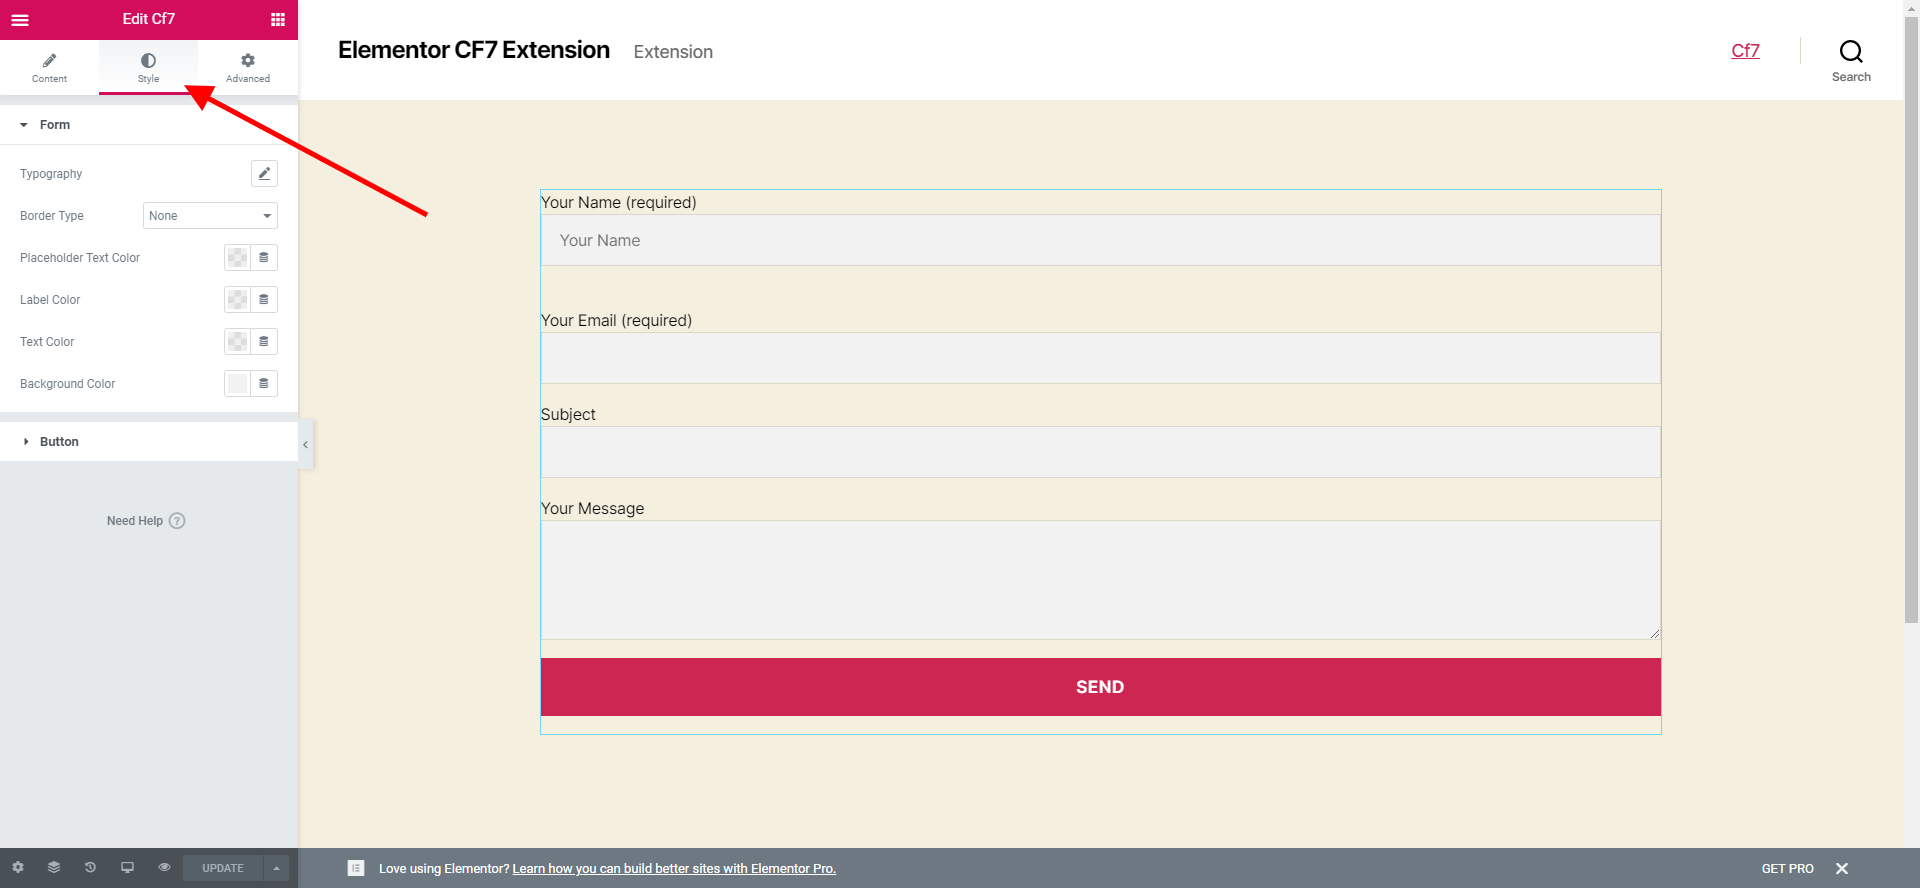 Edit Cf7
Content
Style
Advanced
Form
Typography
Border Type
None
Placeholder Text Color
Label Color
Text Color
Background Color
Button
Need Help ?
UPDATE
Elementor CF7 Extension
Extension
Cf7
Search
Your Name (required)
Your Name
Your Email (required)
Subject
Your Message
SEND
Love using Elementor? Learn how you can build better sites with Elementor Pro.
GET PRO